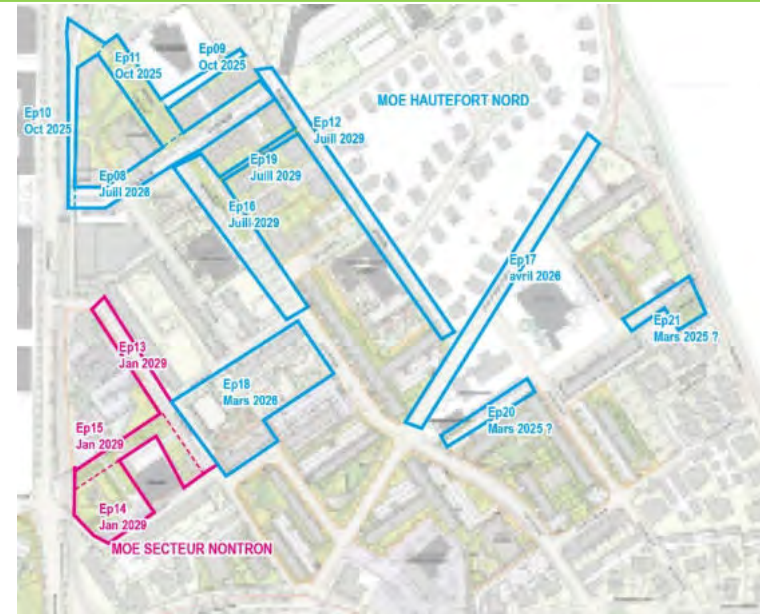 Ep09
Oct 2025
Ep11
Oct 2025
Ep10
Oct 2025
MOE HAUTEFORT NORD
Ep12
Juill 2029
Ep19
Juill 2029
Ep08
Juill 2026
Ep16
Juill 2029
Ep17
avril 2026
Ep21
Mars 2025 ?
Ep13
Jan 2029
Ep18
Mars 2026
Ep20
Mars 2025 ?
Ep15
Jan 2029
Ep14
Jan 2029
MOE SECTEUR NONTRON